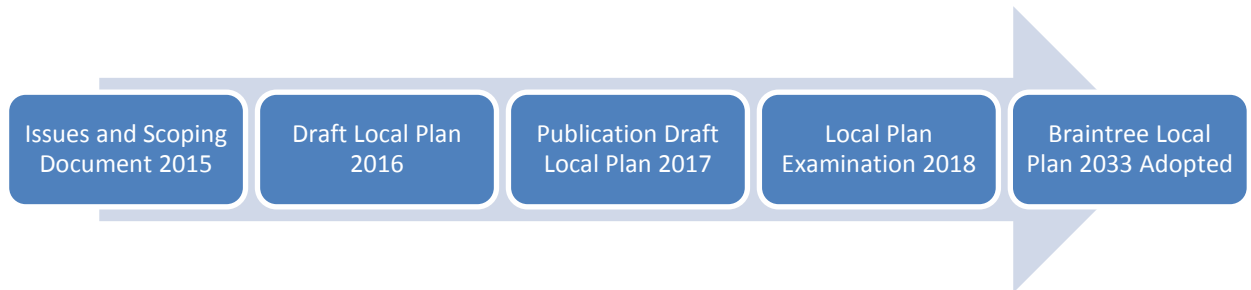 Issues and Scoping
Document 2015
Draft Local Plan
2016
Publication Draft
Local Plan 2017
Local Plan
Examination 2018
Braintree Local
Plan 2033 Adopted